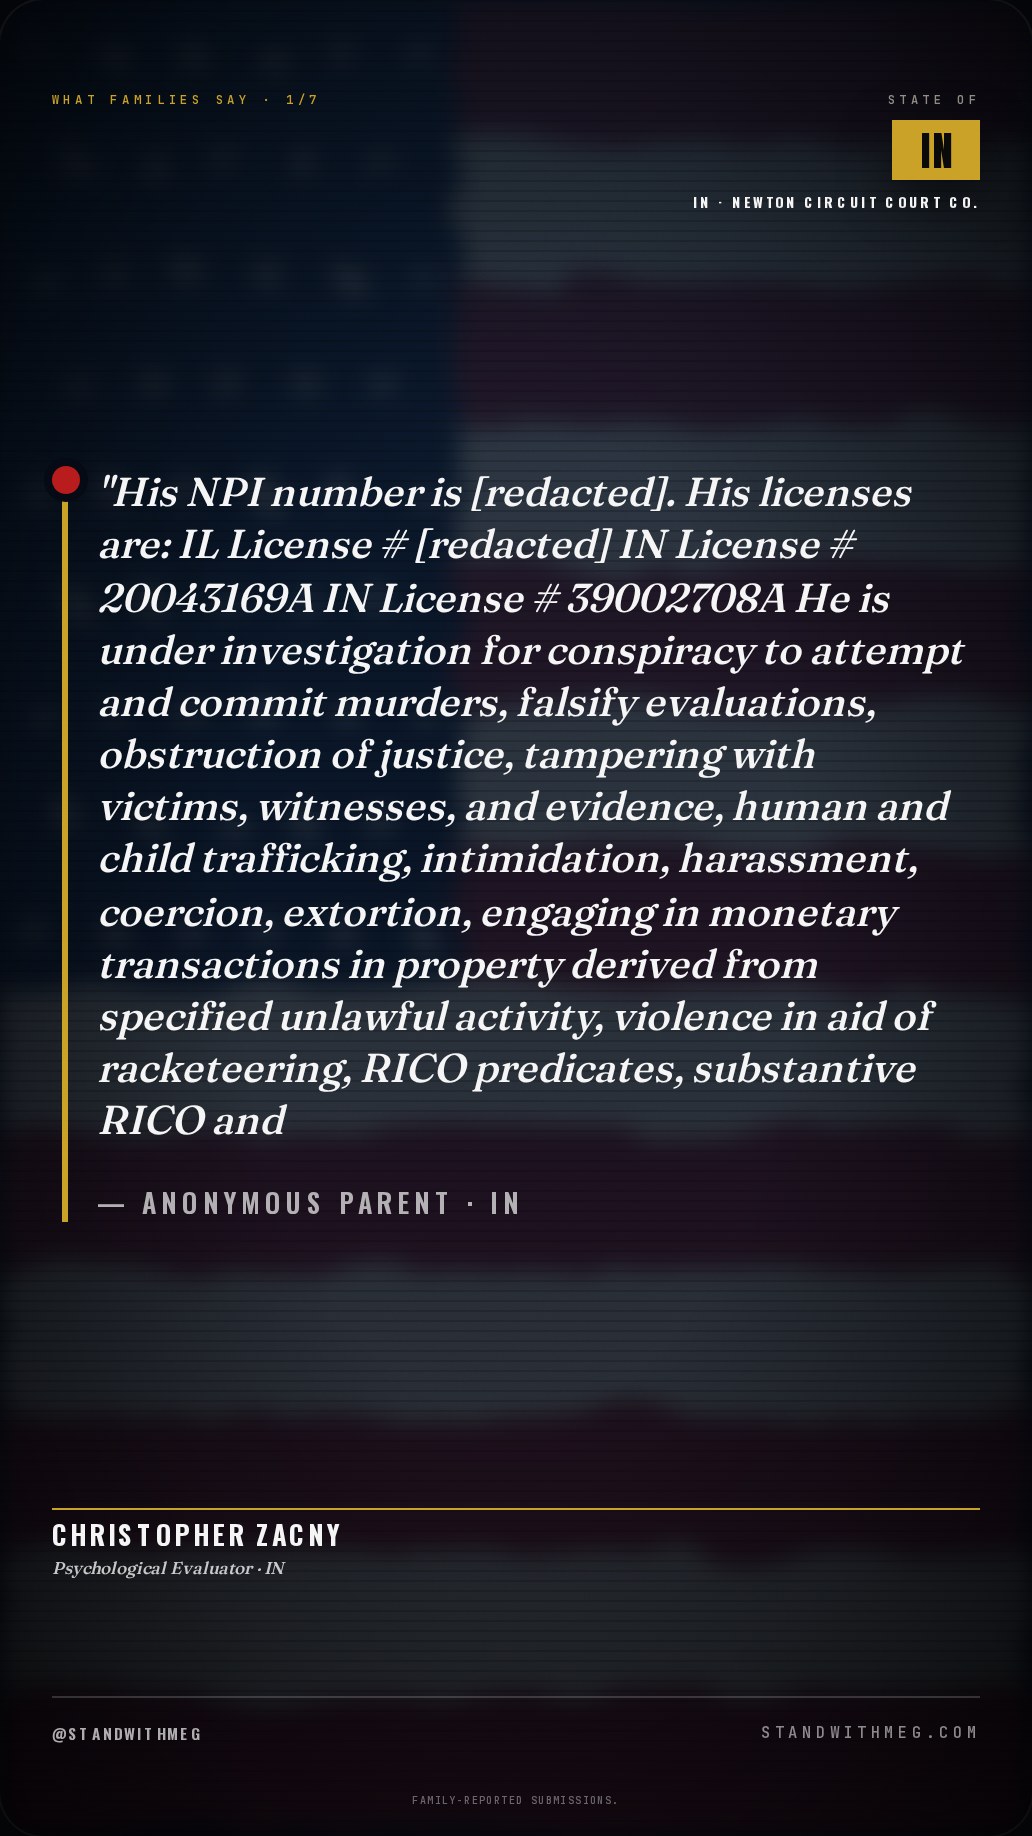 WHAT FAMILIES SAY · 1/7
STATE OF
IN
IN · NEWTON CIRCUIT COURT CO.
"His NPI number is [redacted]. His licenses
are: IL License # [redacted] IN License #
20043169A IN License # 39002708A He is
under investigation for conspiracy to attempt
and commit murders, falsify evaluations,
obstruction of justice, tampering with
victims, witnesses, and evidence, human and
child trafficking, intimidation, harassment,
coercion, extortion, engaging in monetary
transactions in property derived from
specified unlawful activity, violence in aid of
racketeering, RICO predicates, substantive
RICO and
— ANONYMOUS PARENT · IN
CHRISTOPHER ZACNY
Psychological Evaluator · IN
@STANDWITHMEG
STANDWITHMEG.COM
FAMILY-REPORTED SUBMISSIONS.